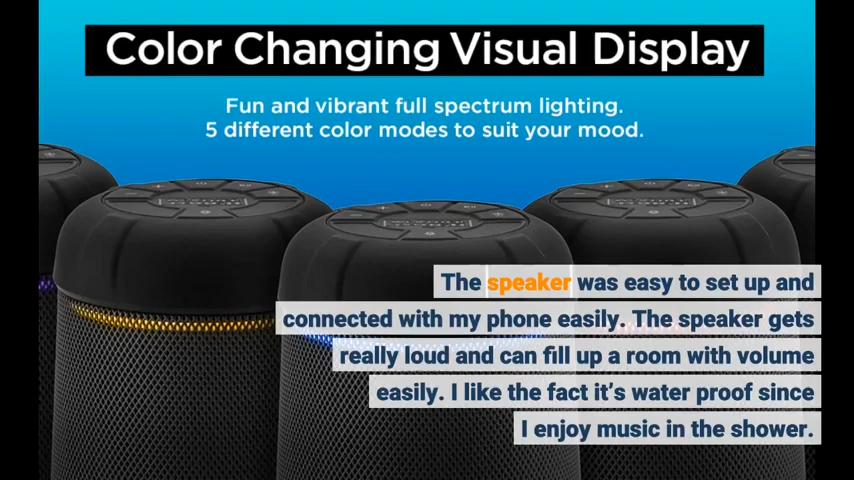 Color Changing Visual Display
Fun and vibrant full spectrum lighting.
5 different color modes to suit your mood.
The speaker was easy to set up and
connected with my phone easily. The speaker gets
really loud and can fill up a room with volume
easily. I like the fact it’s water proof since
I enjoy music in the shower.